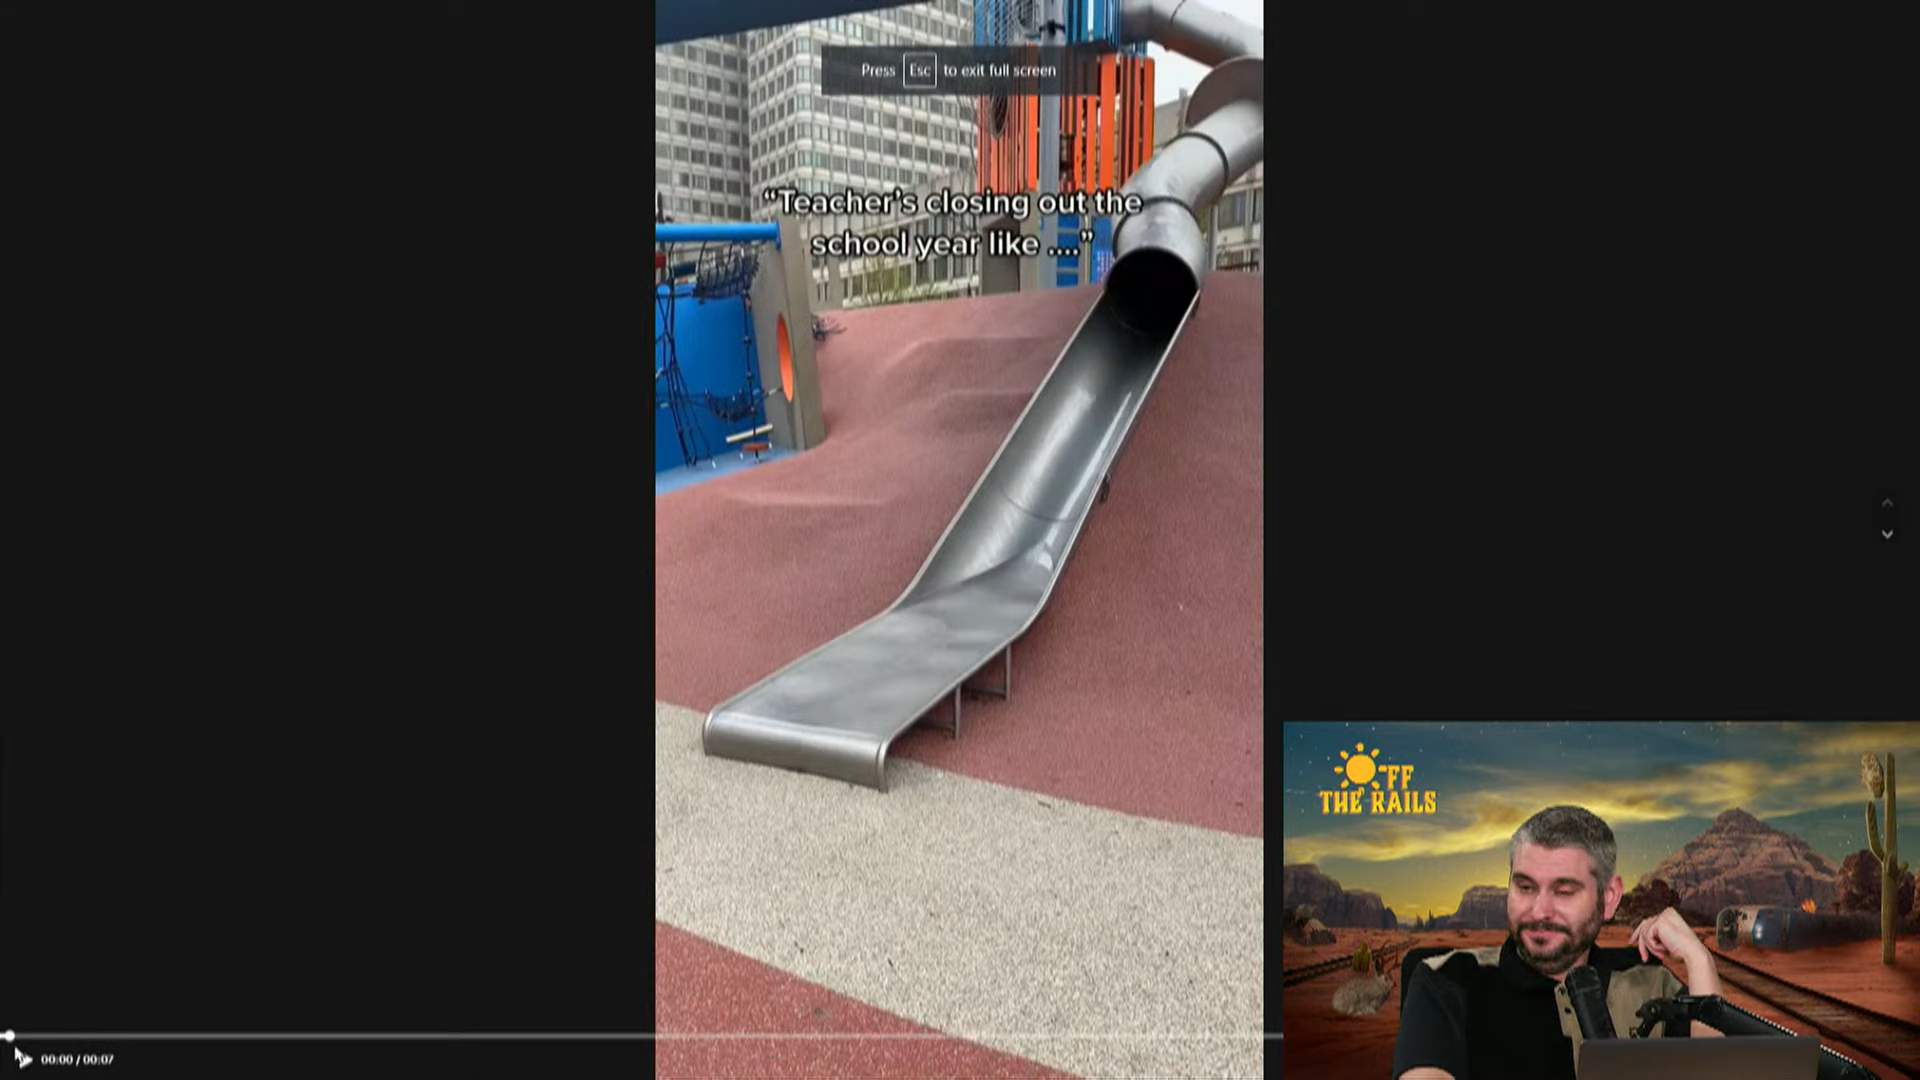 Press Esc to exit full screen
“Teacher's closing out the
school year like ....”
OFF
THE RAILS
00:00 / 00:07